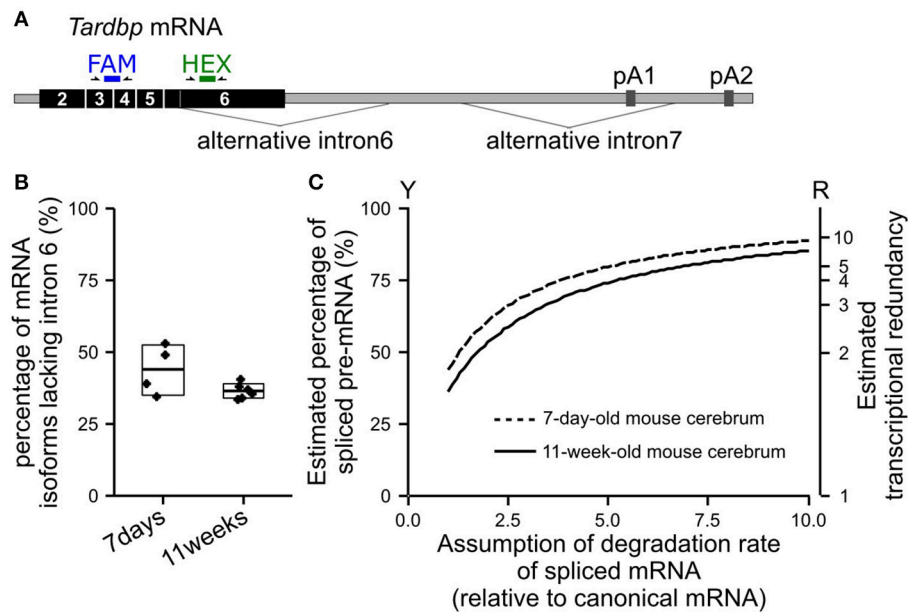 A
Tardbp mRNA
FAM
HEX
pA1
pA2
2
3
4
5
6
alternative intron6
alternative intron7
B
percentage of mRNA
isoforms lacking intron 6 (%)
100
75
50
25
0
7days
11weeks
C
Y
R
Estimated percentage of
spliced pre-mRNA (%)
100
75
50
25
0
10
5
4
3
2
1
Estimated
transcriptional redundancy
7-day-old mouse cerebrum
11-week-old mouse cerebrum
0.0
2.5
5.0
7.5
10.0
Assumption of degradation rate
of spliced mRNA
(relative to canonical mRNA)